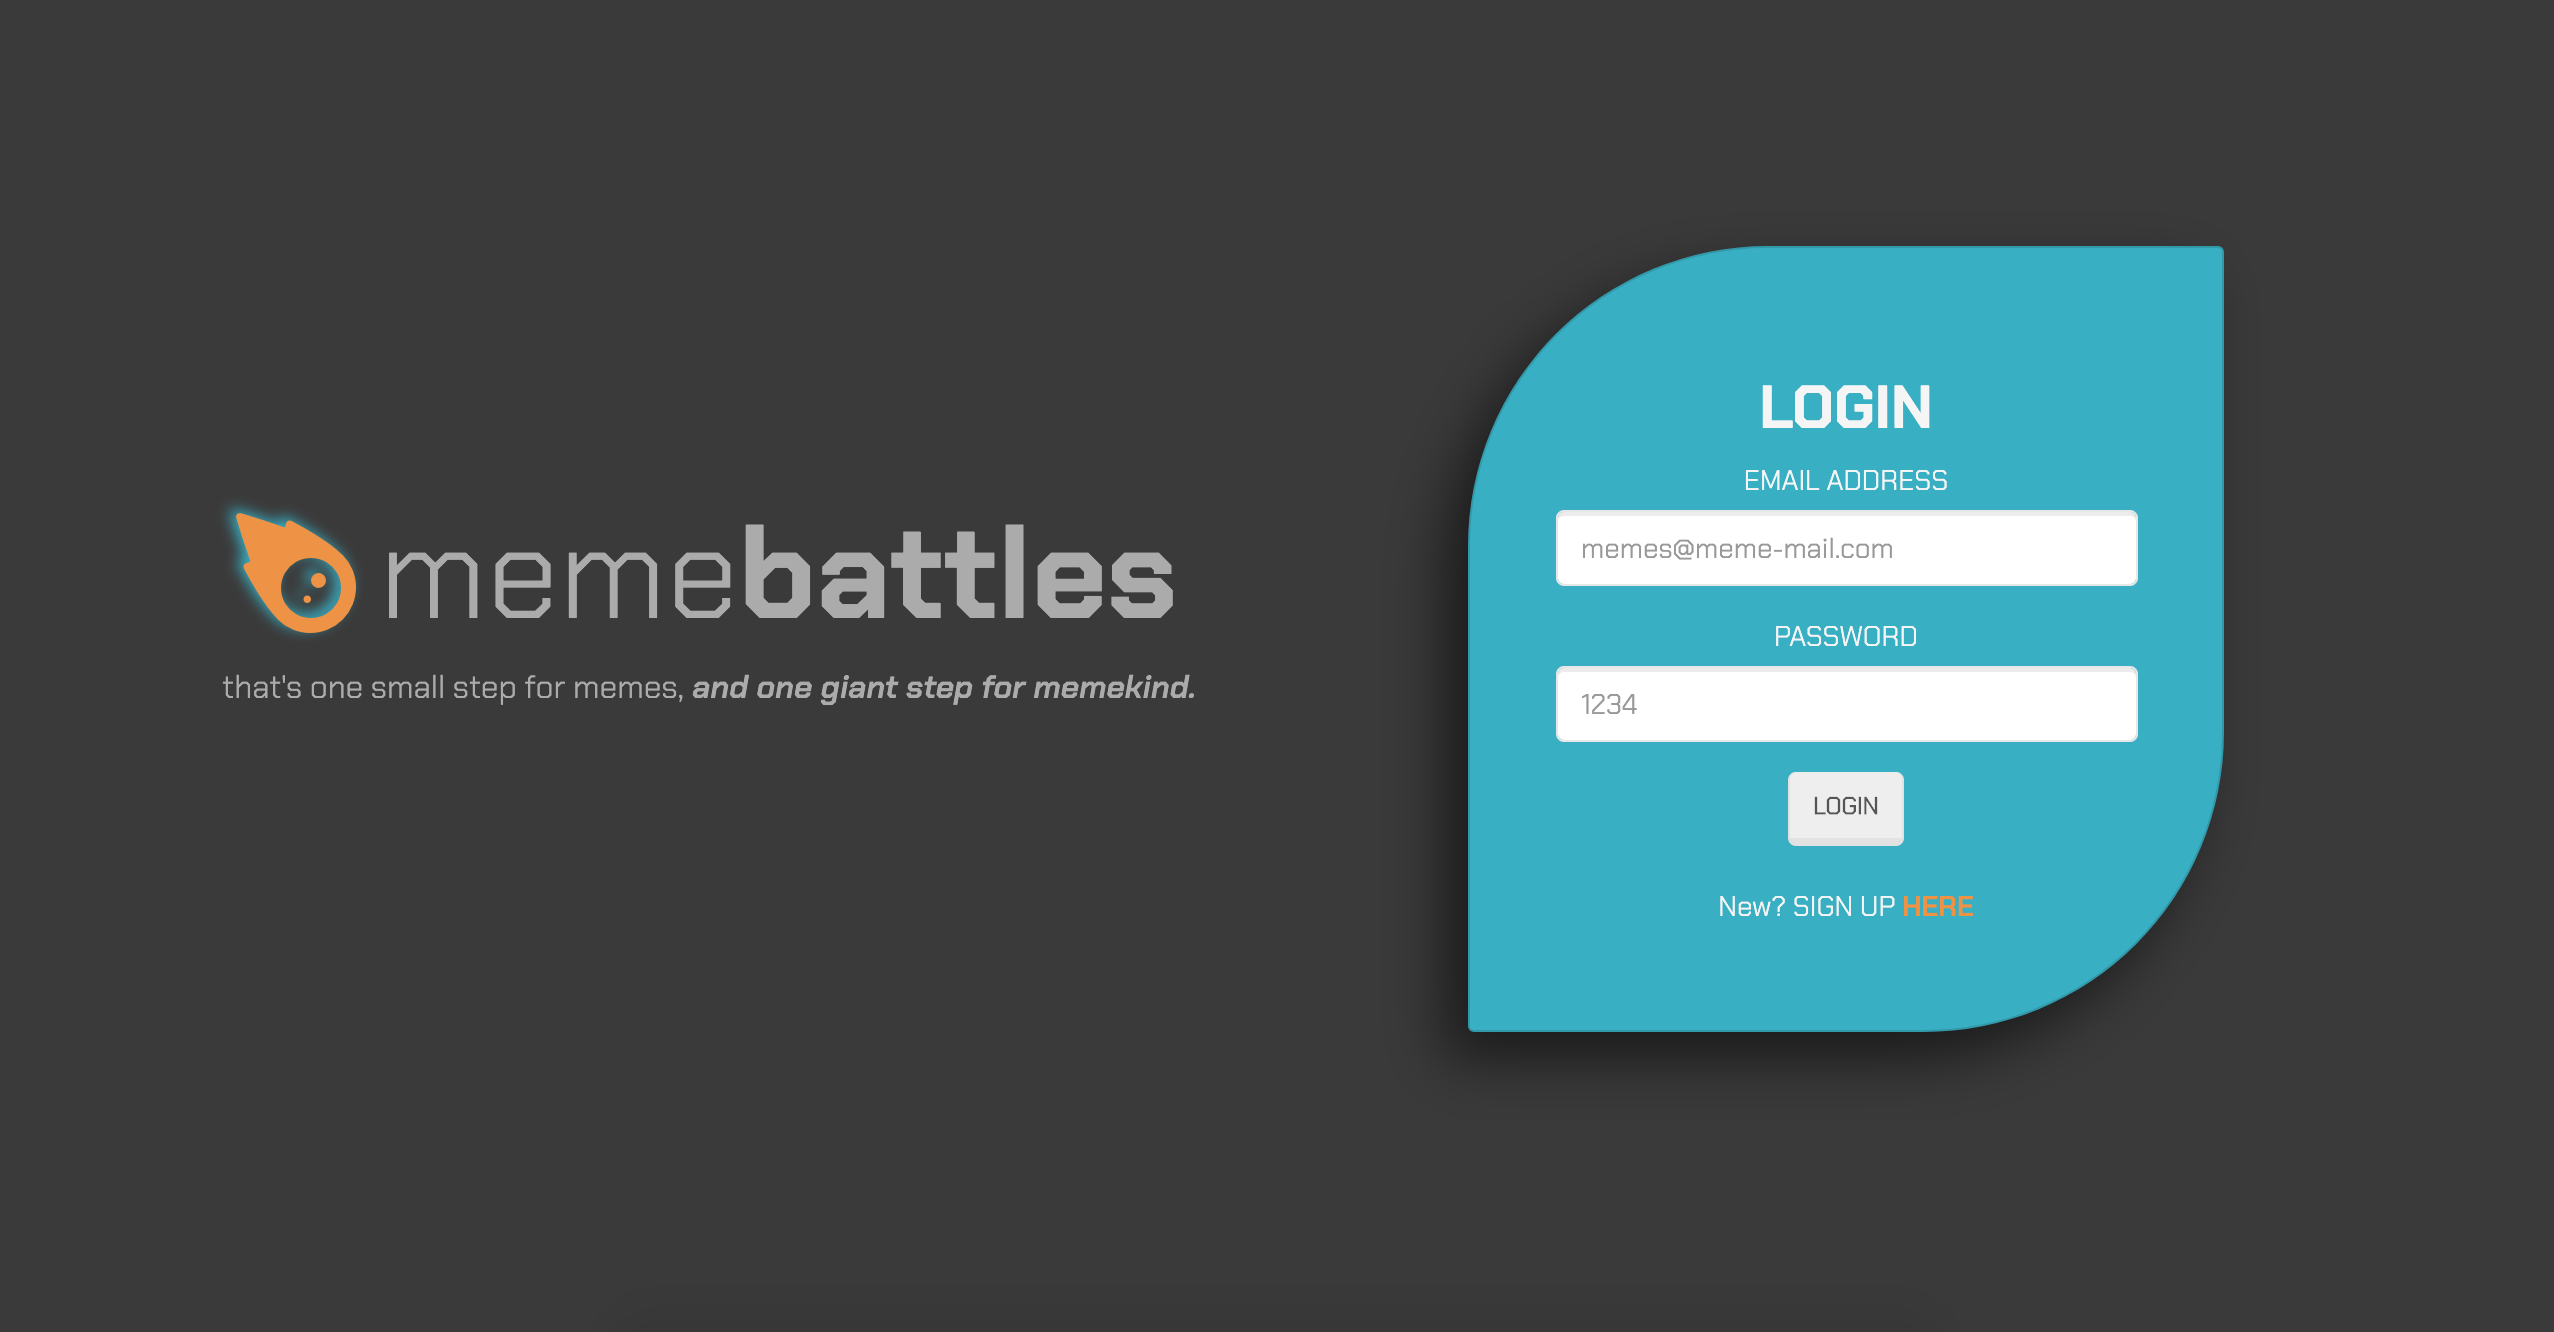 memebattles
that's one small step for memes, and one giant step for memekind.
LOGIN
EMAIL ADDRESS
memes@meme-mail.com
PASSWORD
1234
LOGIN
New? SIGN UP HERE